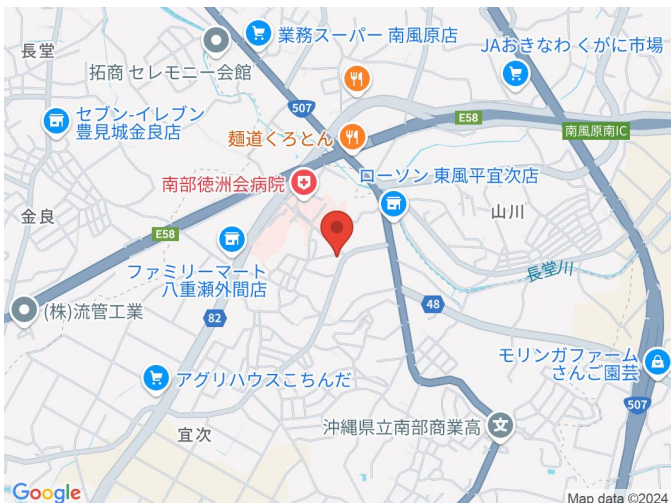 長堂
業務スーパー 南風原店
JAおきなわ くがに市場
拓商 セレモニー会館
507
E58
南風原南IC
セブン-イレブン
豊見城金良店
麺道くろとん
南部徳洲会病院
ローソン 東風平宜次店
金良
山川
E58
ファミリーマート
八重瀬外間店
長堂川
(株)流管工業
82
48
モリンガファーム
さんご園芸
アグリハウスこちんだ
507
宜次
沖縄県立南部商業高
文
Google
Map data ©2024